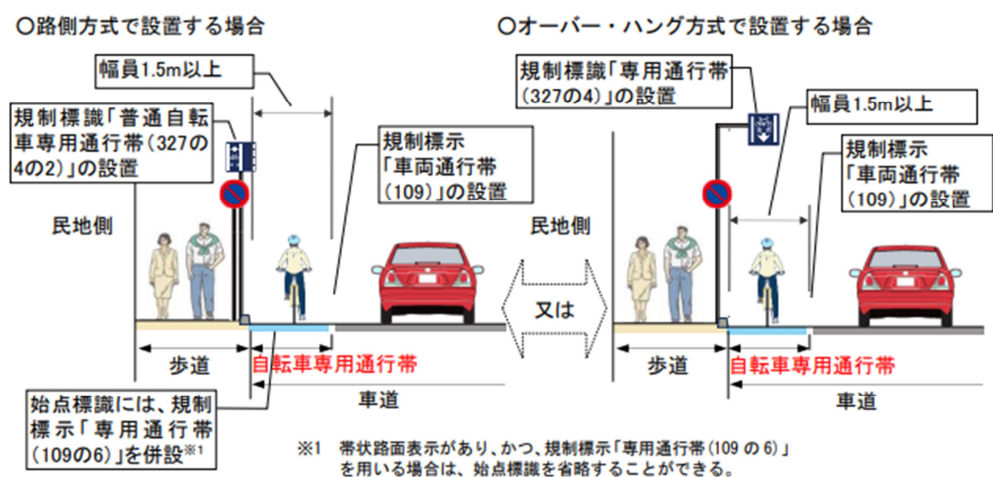 ○路側方式で設置する場合
幅員1.5m以上
規制標識「普通自転
車専用通行帯(327の
4の2)」の設置
規制標示
「車両通行帯
(109)」の設置
民地側
歩道
自転車専用通行帯
車道
始点標識には、規制
標示「専用通行帯
(109の6)」を併設※1
又は
○オーバー・ハング方式で設置する場合
規制標識「専用通行帯
(327の4)」の設置
幅員1.5m以上
規制標示
「車両通行帯
(109)」の設置
民地側
歩道
自転車専用通行帯
車道
※1 帯状路面表示があり、かつ、規制標示「専用通行帯(109 の 6)」
を用いる場合は、始点標識を省略することができる。